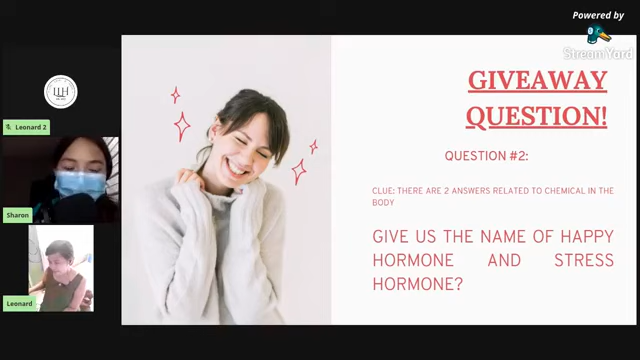 Powered by
StreamYard
GIVEAWAY
QUESTION!
QUESTION #2:
CLUE: THERE ARE 2 ANSWERS RELATED TO CHEMICAL IN THE
BODY
GIVE US THE NAME OF HAPPY
HORMONE AND STRESS
HORMONE?
Leonard 2
Sharon
Leonard